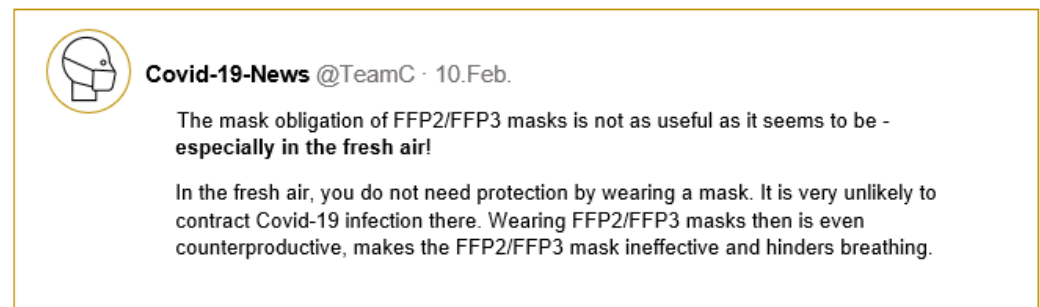 Covid-19-News @TeamC · 10.Feb.
The mask obligation of FFP2/FFP3 masks is not as useful as it seems to be -
especially in the fresh air!
In the fresh air, you do not need protection by wearing a mask. It is very unlikely to
contract Covid-19 infection there. Wearing FFP2/FFP3 masks then is even
counterproductive, makes the FFP2/FFP3 mask ineffective and hinders breathing.